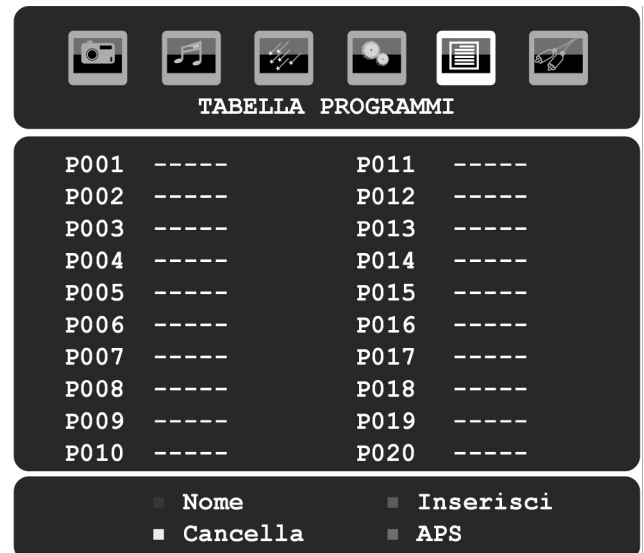 TABELLA PROGRAMMI
P001 -----
P002 -----
P003 -----
P004 -----
P005 -----
P006 -----
P007 -----
P008 -----
P009 -----
P010 -----
P011 -----
P012 -----
P013 -----
P014 -----
P015 -----
P016 -----
P017 -----
P018 -----
P019 -----
P020 -----
Nome
Inserisci
Cancella
APS